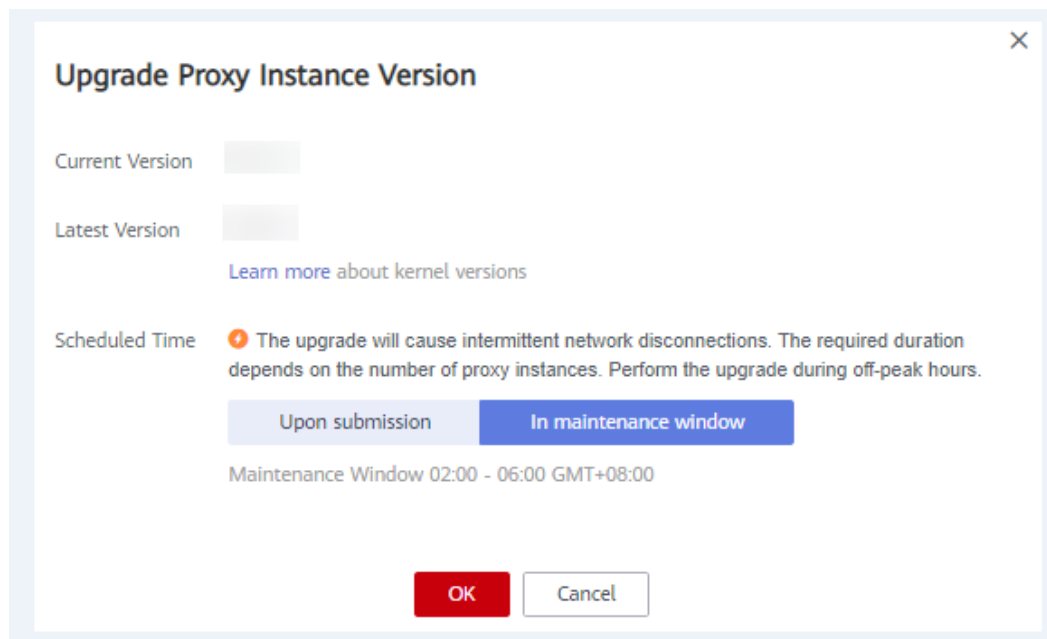 Upgrade Proxy Instance Version
Current Version
Latest Version
Learn more about kernel versions
Scheduled Time
The upgrade will cause intermittent network disconnections. The required duration
depends on the number of proxy instances. Perform the upgrade during off-peak hours.
Upon submission
In maintenance window
Maintenance Window 02:00 - 06:00 GMT+08:00
OK
Cancel